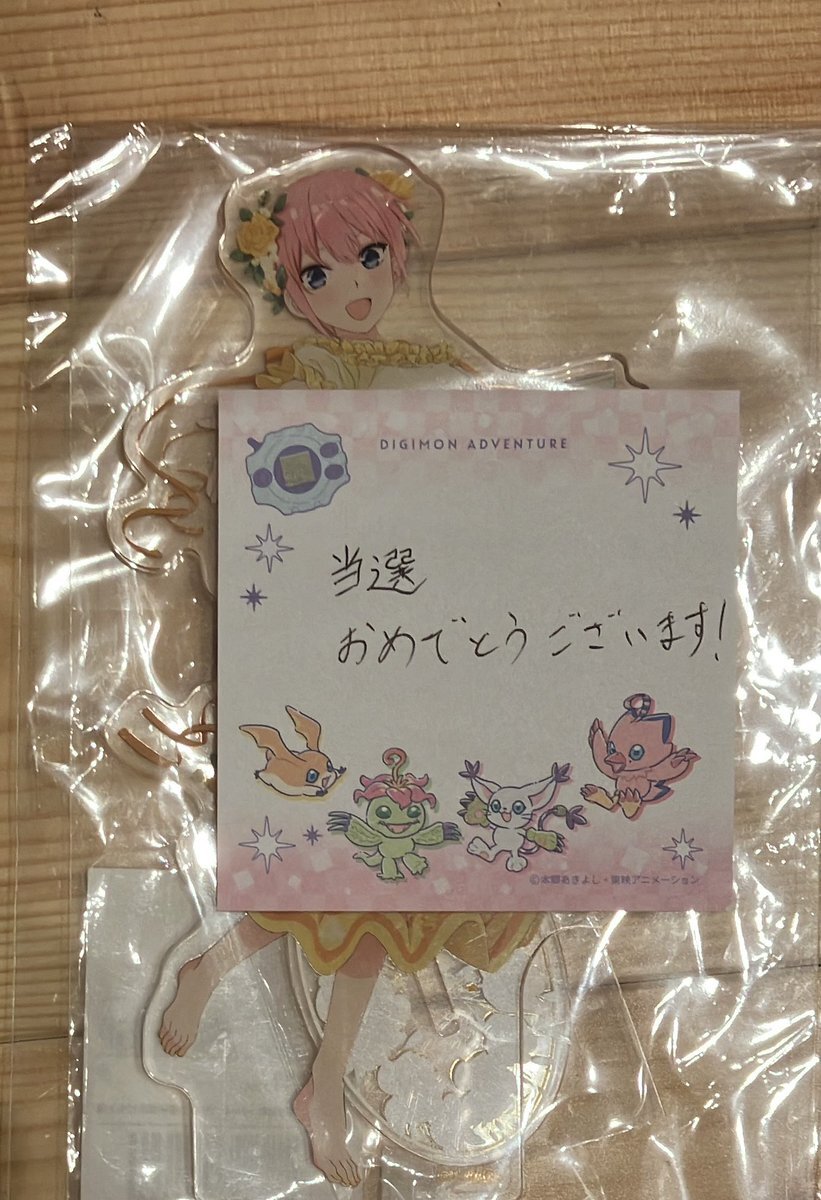 DIGIMON ADVENTURE
当選
おめでとうございます!
©本郷あきよし・東映アニメーション